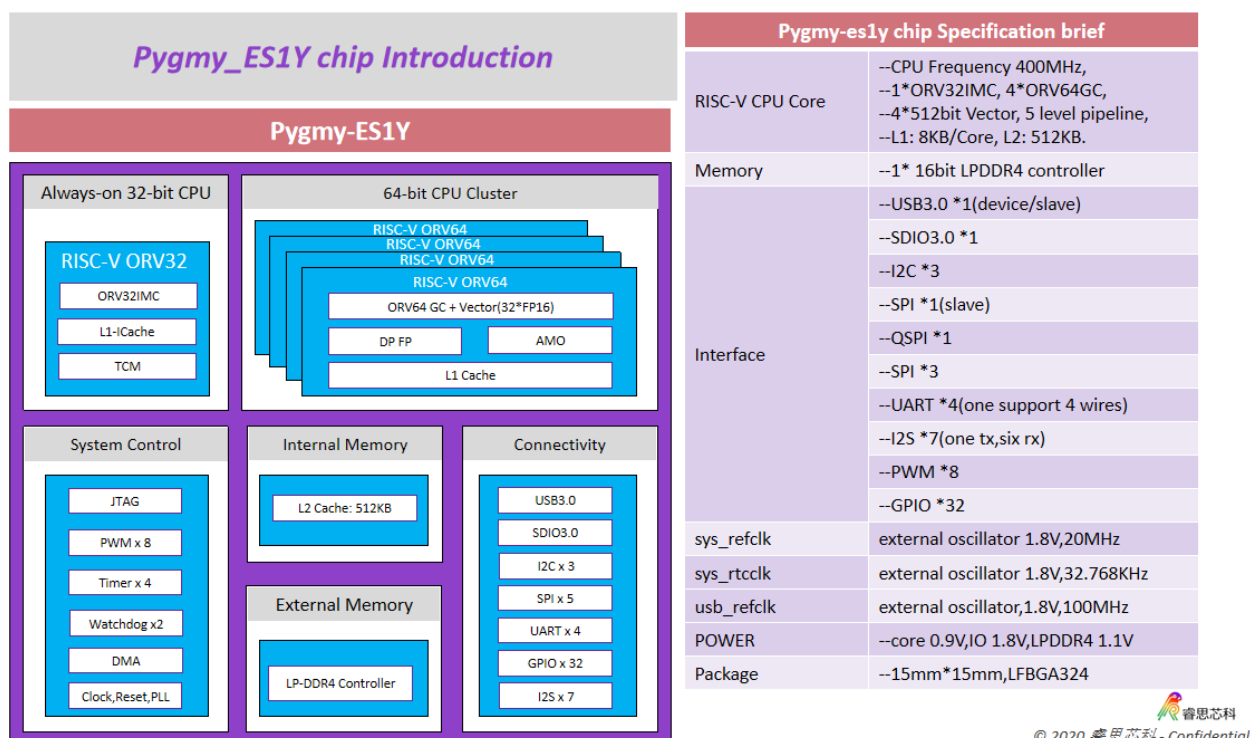 Pygmy_ES1Y chip Introduction
Pygmy-ES1Y
Always-on 32-bit CPU
RISC-V ORV32
ORV32IMC
L1-ICache
TCM
64-bit CPU Cluster
RISC-V ORV64
RISC-V ORV64
RISC-V ORV64
RISC-V ORV64
ORV64 GC + Vector(32*FP16)
DP FP
AMO
L1 Cache
System Control
JTAG
PWM x 8
Timer x 4
Watchdog x2
DMA
Clock,Reset,PLL
Internal Memory
L2 Cache: 512KB
External Memory
LP-DDR4 Controller
Connectivity
USB3.0
SDIO3.0
I2C x 3
SPI x 5
UART x 4
GPIO x 32
I2S x 7
Pygmy-es1y chip Specification brief
RISC-V CPU Core
--CPU Frequency 400MHz,
--1*ORV32IMC, 4*ORV64GC,
--4*512bit Vector, 5 level pipeline,
--L1: 8KB/Core, L2: 512KB.
Memory
--1* 16bit LPDDR4 controller
Interface
--USB3.0 *1(device/slave)
--SDIO3.0 *1
--I2C *3
--SPI *1(slave)
--QSPI *1
--SPI *3
--UART *4(one support 4 wires)
--I2S *7(one tx,six rx)
--PWM *8
--GPIO *32
sys_refclk
external oscillator 1.8V,20MHz
sys_rtcclk
external oscillator 1.8V,32.768KHz
usb_refclk
external oscillator,1.8V,100MHz
POWER
--core 0.9V,IO 1.8V,LPDDR4 1.1V
Package
--15mm*15mm,LFBGA324
睿思芯科
© 2020 睿思芯科 - Confidential